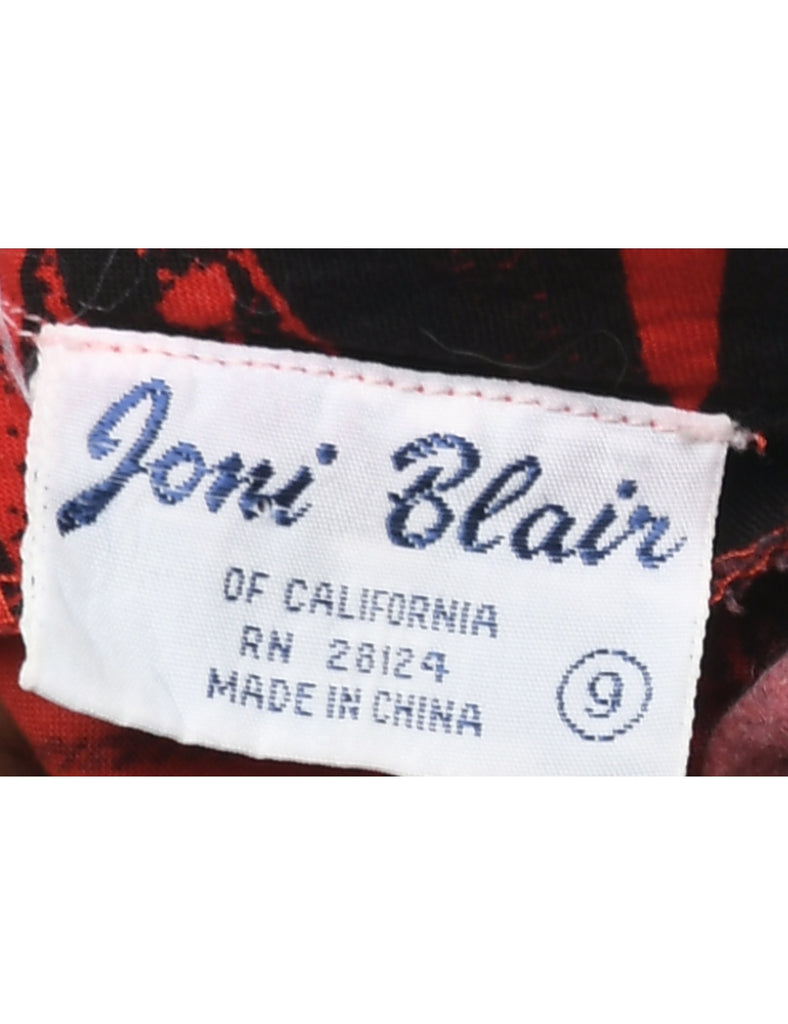 Joni Blair
OF CALIFORNIA
RN 28124
MADE IN CHINA
9